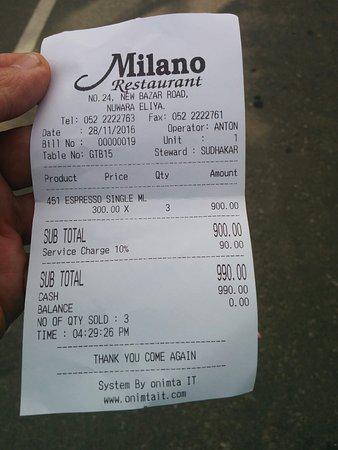 Milano
Restaurant
NO.24, NEW BAZAR ROAD,
NUWARA ELIYA.
Tel: 052 2222763 Fax: 052 2222761
Date : 28/11/2016 Operator: ANTON
Bill No : 00000019 Unit : 1
Table No: GTB15 Steward : SUDHAKAR
Product Price Qty Amount
451 ESPRESSO SINGLE ML
300.00 X 3 900.00
SUB TOTAL 900.00
Service Charge 10% 90.00
SUB TOTAL 990.00
CASH 990.00
BALANCE 0.00
NO OF QTY SOLD : 3
TIME : 04:29:26 PM
THANK YOU COME AGAIN
System By onimta IT
www.onimtait.com